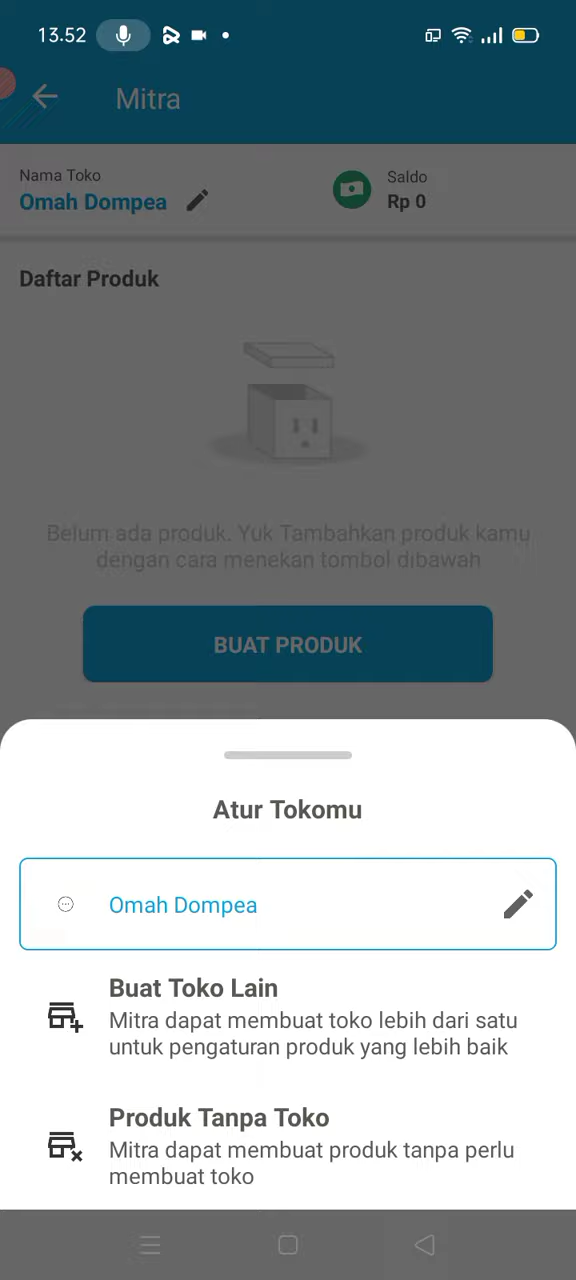 13.52
Mitra
Nama Toko
Omah Dompea
Saldo
Rp 0
Daftar Produk
Belum ada produk. Yuk Tambahkan produk kamu
dengan cara menekan tombol dibawah
BUAT PRODUK
Atur Tokomu
Omah Dompea
Buat Toko Lain
Mitra dapat membuat toko lebih dari satu
untuk pengaturan produk yang lebih baik
Produk Tanpa Toko
Mitra dapat membuat produk tanpa perlu
membuat toko